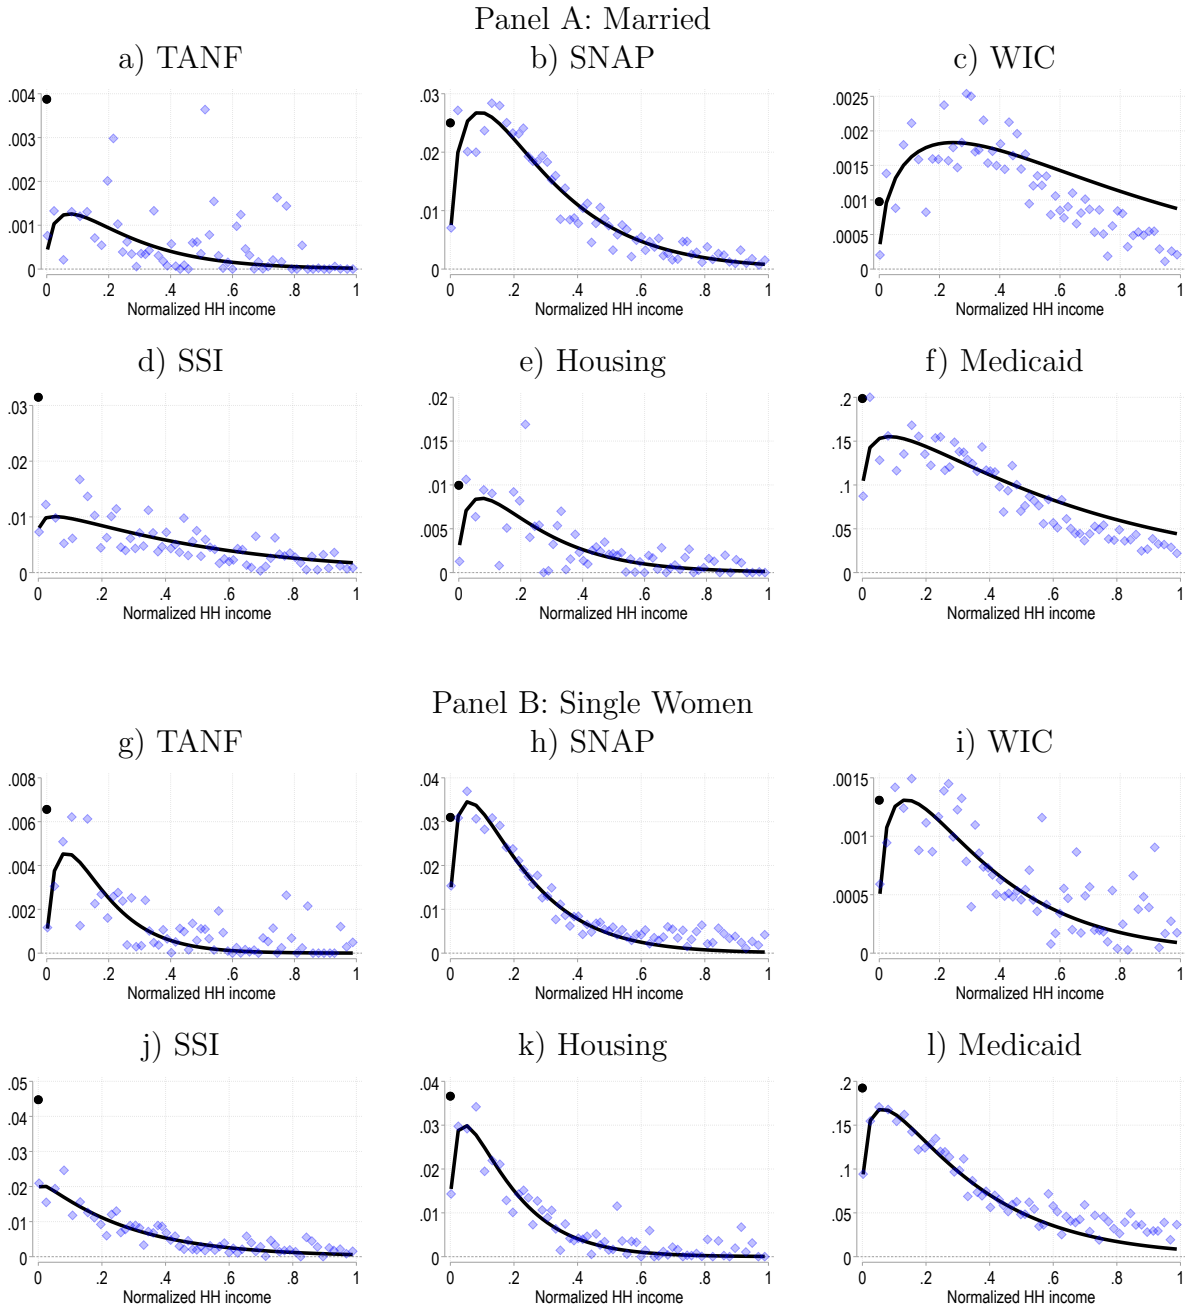 Panel A: Married
a) TANF
b) SNAP
c) WIC
.004
.003
.002
.001
0
0 .2 .4 .6 .8 1
Normalized HH income
.03
.02
.01
0
0 .2 .4 .6 .8 1
Normalized HH income
.0025
.002
.0015
.001
.0005
0
0 .2 .4 .6 .8 1
Normalized HH income
d) SSI
e) Housing
f) Medicaid
.03
.02
.01
0
0 .2 .4 .6 .8 1
Normalized HH income
.02
.015
.01
.005
0
0 .2 .4 .6 .8 1
Normalized HH income
.2
.15
.1
.05
0
0 .2 .4 .6 .8 1
Normalized HH income
Panel B: Single Women
g) TANF
h) SNAP
i) WIC
.008
.006
.004
.002
0
0 .2 .4 .6 .8 1
Normalized HH income
.04
.03
.02
.01
0
0 .2 .4 .6 .8 1
Normalized HH income
.0015
.001
.0005
0
0 .2 .4 .6 .8 1
Normalized HH income
j) SSI
k) Housing
l) Medicaid
.05
.04
.03
.02
.01
0
0 .2 .4 .6 .8 1
Normalized HH income
.04
.03
.02
.01
0
0 .2 .4 .6 .8 1
Normalized HH income
.2
.15
.1
.05
0
0 .2 .4 .6 .8 1
Normalized HH income